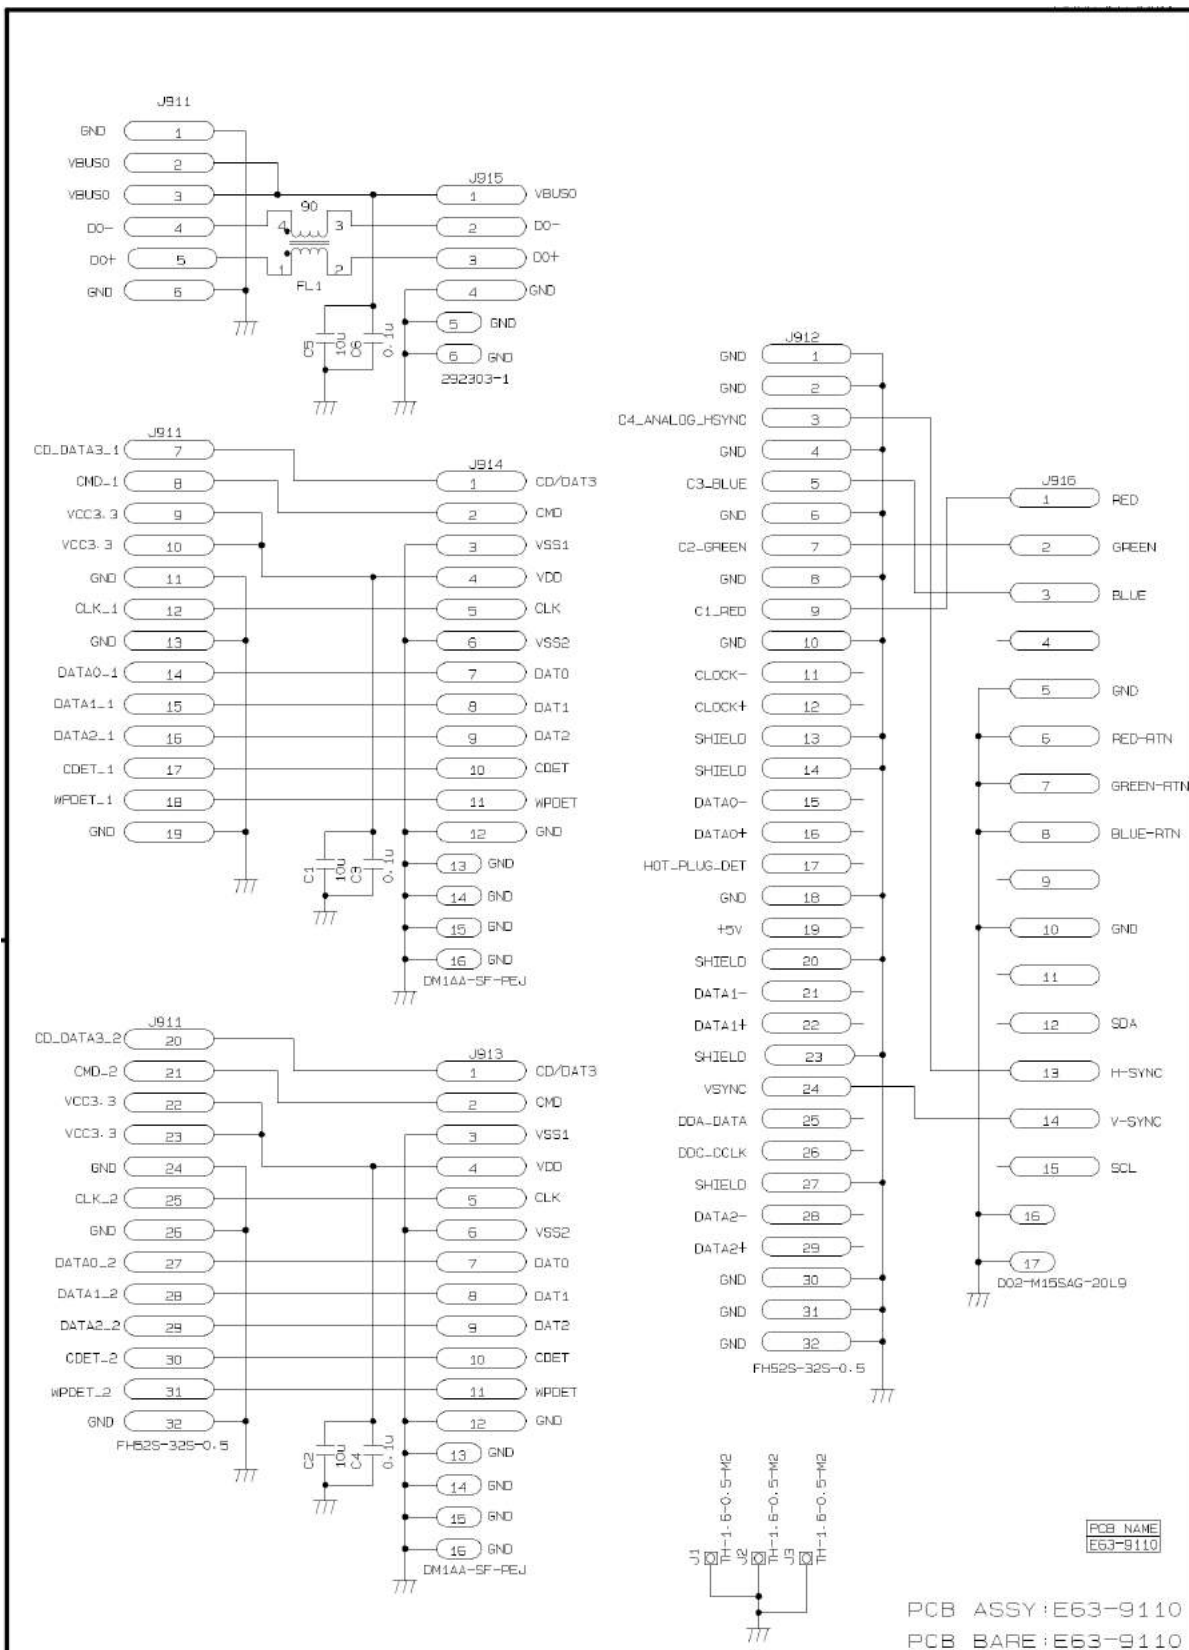 J911
GND 1
VBUS0 2
VBUS0 3
D0- 4
D0+ 5
GND 6
90
4 3
1 2
FL1
C5 10U C6 0.1U
J915
1 VBUS0
2 D0-
3 D0+
4 GND
5 GND
6 GND
292303-1
J911
CD_DATA3_1 7
CMD_1 8
VCC3.3 9
VCC3.3 10
GND 11
CLK_1 12
GND 13
DATA0_1 14
DATA1_1 15
DATA2_1 16
CDET_1 17
WPDET_1 18
GND 19
C1 10U C3 0.1U
J914
1 CD/DAT3
2 CMD
3 VSS1
4 VDD
5 CLK
6 VSS2
7 DAT0
8 DAT1
9 DAT2
10 CDET
11 WPDET
12 GND
13 GND
14 GND
15 GND
16 GND
DM1AA-SF-PEJ
J911
CD_DATA3_2 20
CMD_2 21
VCC3.3 22
VCC3.3 23
GND 24
CLK_2 25
GND 26
DATA0_2 27
DATA1_2 28
DATA2_2 29
CDET_2 30
WPDET_2 31
GND 32
FH52S-32S-0.5
C2 10U C4 0.1U
J913
1 CD/DAT3
2 CMD
3 VSS1
4 VDD
5 CLK
6 VSS2
7 DAT0
8 DAT1
9 DAT2
10 CDET
11 WPDET
12 GND
13 GND
14 GND
15 GND
16 GND
DM1AA-SF-PEJ
J912
GND 1
GND 2
C4_ANALOG_HSYNC 3
GND 4
C3_BLUE 5
GND 6
C2_GREEN 7
GND 8
C1_RED 9
GND 10
CLOCK- 11
CLOCK+ 12
SHIELD 13
SHIELD 14
DATA0- 15
DATA0+ 16
HOT_PLUG_DET 17
GND 18
+5V 19
SHIELD 20
DATA1- 21
DATA1+ 22
SHIELD 23
VSYNC 24
DDA_DATA 25
DDC_CCLK 26
SHIELD 27
DATA2- 28
DATA2+ 29
GND 30
GND 31
GND 32
FH52S-32S-0.5
J916
1 RED
2 GREEN
3 BLUE
4
5 GND
6 RED-RTN
7 GREEN-RTN
8 BLUE-RTN
9
10 GND
11
12 SDA
13 H-SYNC
14 V-SYNC
15 SCL
16
17
D02-M15SAG-20L9
J1 TH-1.6-0.5-M2
J2 TH-1.6-0.5-M2
J3 TH-1.6-0.5-M2
PCB NAME
E63-9110
PCB ASSY:E63-9110
PCB BARE:E63-9110